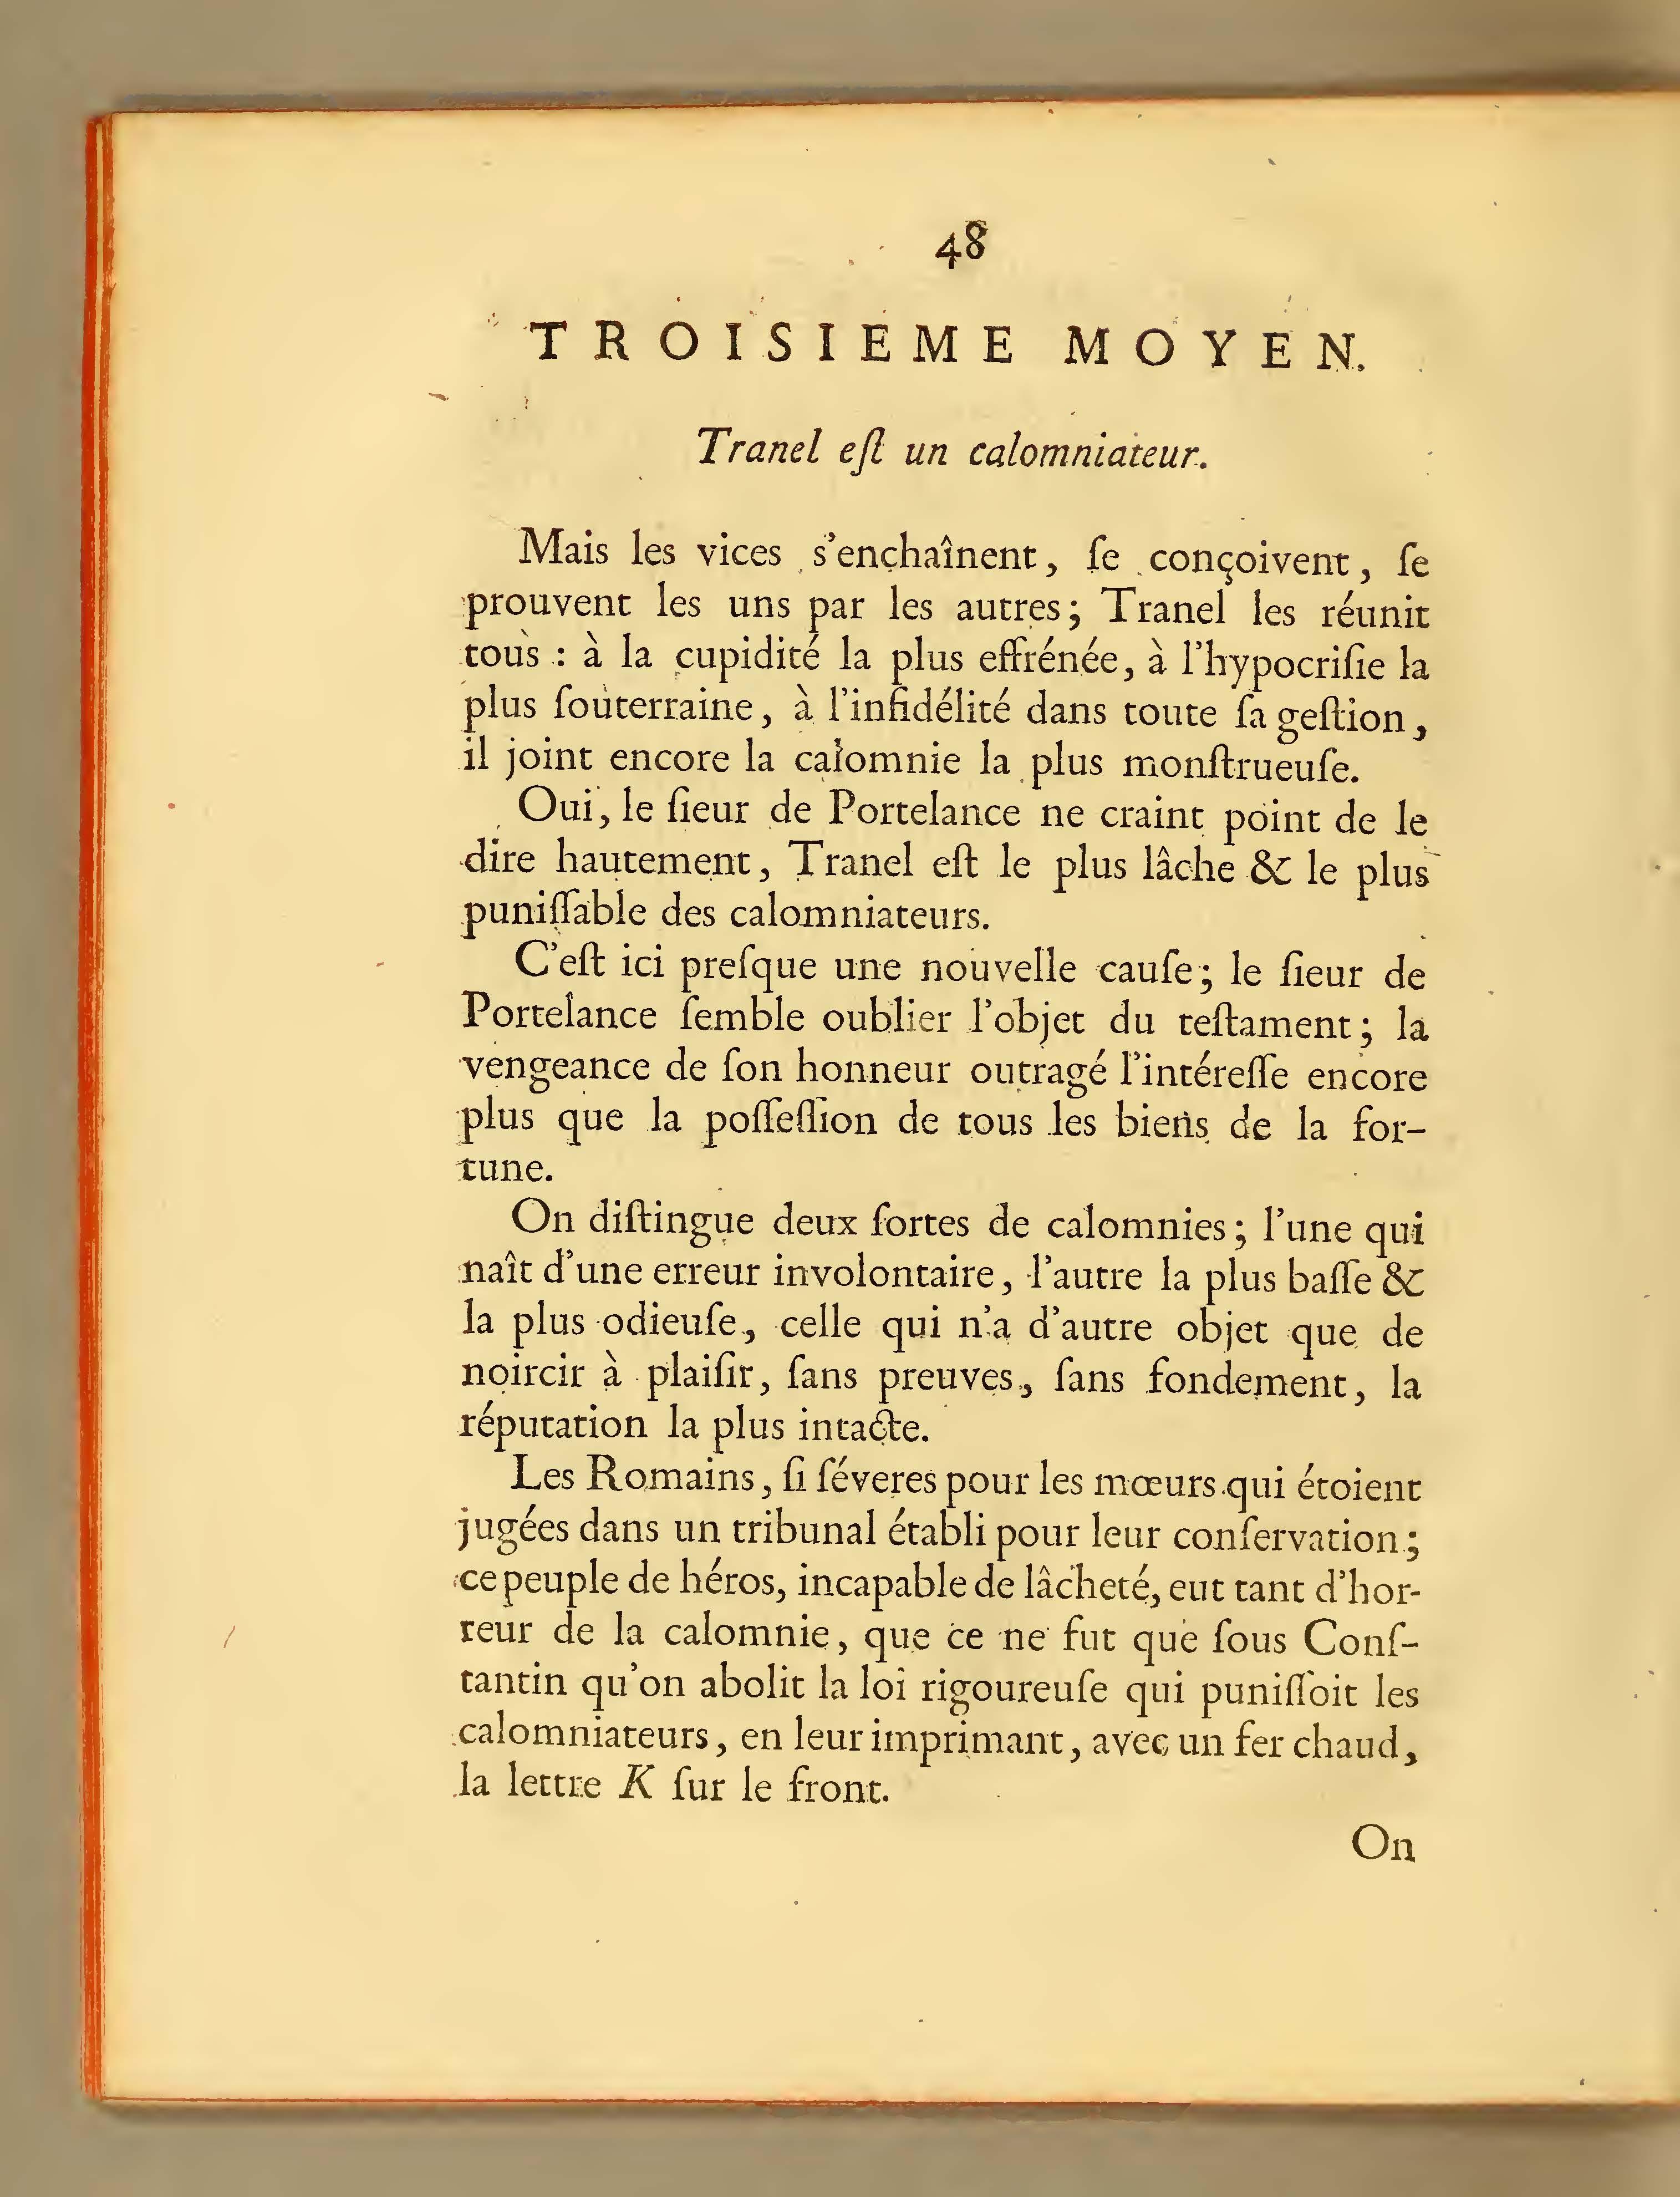 48
TROISIEME MOYEN.
Tranel eſt un calomniateur.
Mais les vices s'enchaînent, ſe conçoivent, ſe
prouvent les uns par les autres; Tranel les réunit
tous : à la cupidité la plus effrénée, à l'hypocriſie la
plus ſouterraine, à l'infidélité dans toute ſa geſtion,
il joint encore la calomnie la plus monſtrueuſe.
Oui, le ſieur de Portelance ne craint point de le
dire hautement, Tranel eſt le plus lâche & le plus
puniſſable des calomniateurs.
C'eſt ici preſque une nouvelle cauſe; le ſieur de
Portelance ſemble oublier l'objet du teſtament; la
vengeance de ſon honneur outragé l'intéreſſe encore
plus que la poſſeſſion de tous les biens de la for-
tune.
On diſtingue deux ſortes de calomnies; l'une qui
naît d'une erreur involontaire, l'autre la plus baſſe &
la plus odieuſe, celle qui n'a d'autre objet que de
noircir à plaiſir, ſans preuves, ſans fondement, la
réputation la plus intacte.
Les Romains, ſi ſéveres pour les mœurs qui étoient
jugées dans un tribunal établi pour leur conſervation;
ce peuple de héros, incapable de lâcheté, eut tant d'hor-
reur de la calomnie, que ce ne fut que ſous Conſ-
tantin qu'on abolit la loi rigoureuſe qui puniſſoit les
calomniateurs, en leur imprimant, avec un fer chaud,
la lettre K ſur le front.
On